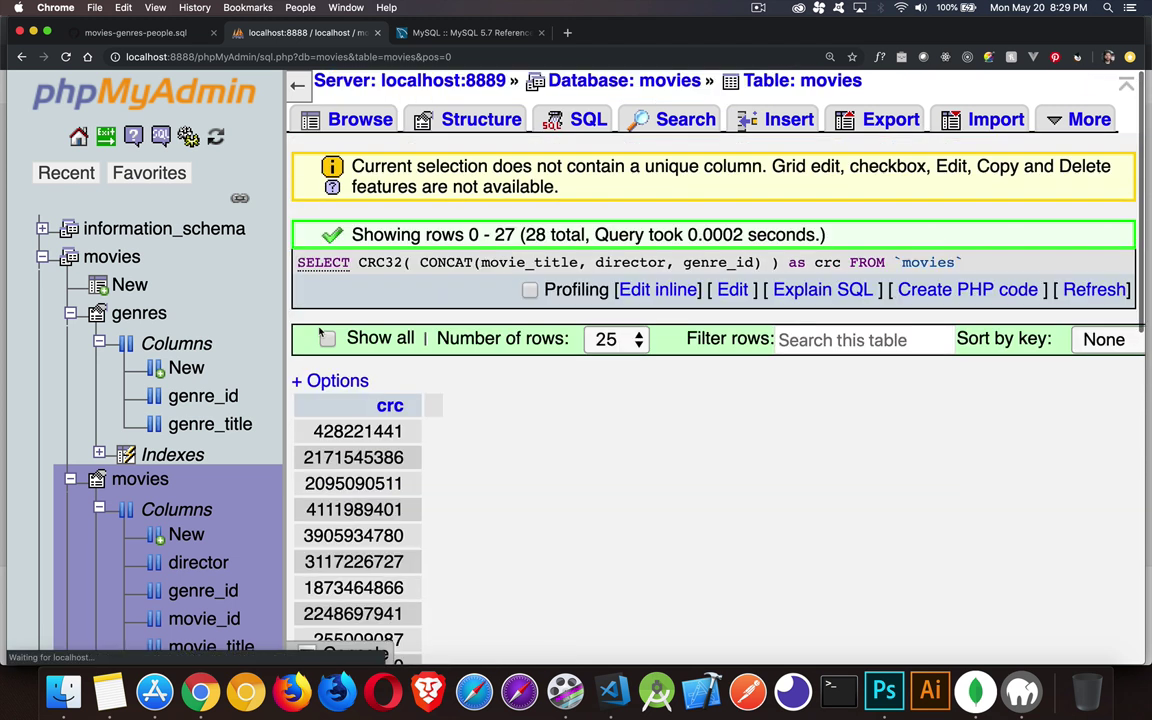 Chrome File Edit View History Bookmarks People Window Help 100% Mon May 20 8:29 PM
movies-genres-people.sql localhost:8888 / localhost / mo MySQL :: MySQL 5.7 Referenc
localhost:8888/phpMyAdmin/sql.php?db=movies&table=movies&pos=0
phpMyAdmin
Recent Favorites
information_schema
movies
New
genres
Columns
New
genre_id
genre_title
Indexes
movies
Columns
New
director
genre_id
movie_id
movie_title
Waiting for localhost...
Server: localhost:8889 » Database: movies » Table: movies
Browse Structure SQL Search Insert Export Import More
Current selection does not contain a unique column. Grid edit, checkbox, Edit, Copy and Delete
features are not available.
Showing rows 0 - 27 (28 total, Query took 0.0002 seconds.)
SELECT CRC32( CONCAT(movie_title, director, genre_id) ) as crc FROM `movies`
Profiling [Edit inline] [ Edit ] [ Explain SQL ] [ Create PHP code ] [ Refresh]
Show all | Number of rows: 25 Filter rows: Search this table Sort by key: None
+ Options
crc
428221441
2171545386
2095090511
4111989401
3905934780
3117226727
1873464866
2248697941
255009087